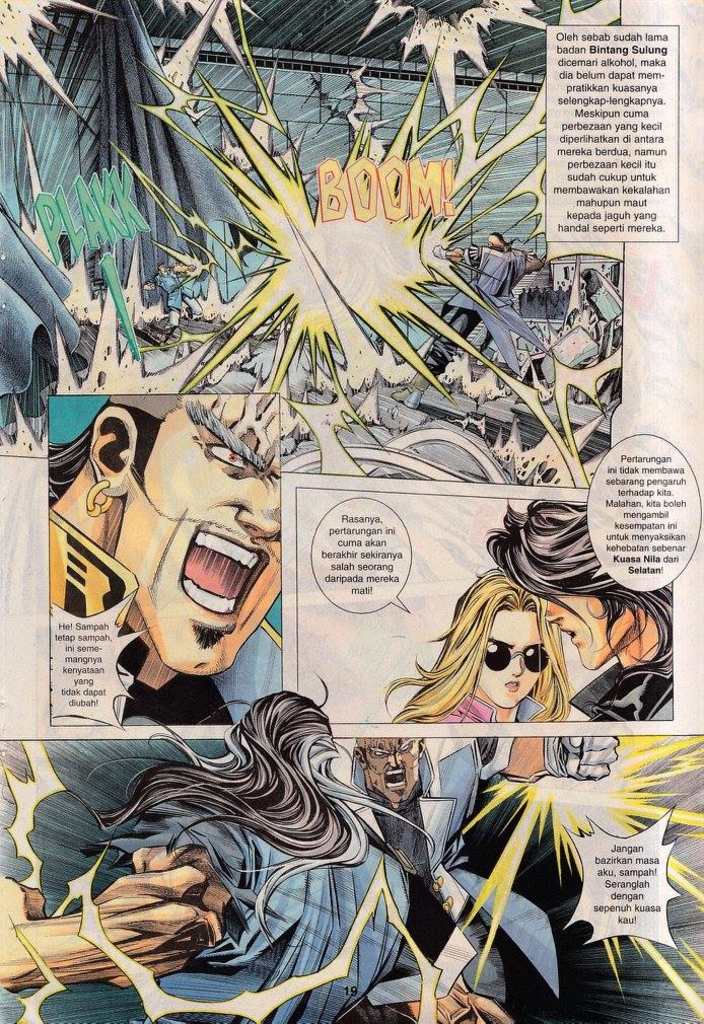 Oleh sebab sudah lama
badan Bintang Sulung
dicemari alkohol, maka
dia belum dapat mem-
pratikkan kuasanya
selengkap-lengkapnya.
Meskipun cuma
perbezaan yang kecil
diperlihatkan di antara
mereka berdua, namun
perbezaan kecil itu
sudah cukup untuk
membawakan kekalahan
mahupun maut
kepada jaguh yang
handal seperti mereka.
PLAKK
!
BOOM!
He! Sampah
tetap sampah,
ini seme-
mangnya
kenyataan
yang
tidak dapat
diubah!
Rasanya,
pertarungan ini
cuma akan
berakhir sekiranya
salah seorang
daripada mereka
mati!
Pertarungan
ini tidak membawa
sebarang pengaruh
terhadap kita.
Malahan, kita boleh
mengambil
kesempatan ini
untuk menyaksikan
kehebatan sebenar
Kuasa Nila dari
Selatan!
Jangan
bazirkan masa
aku, sampah!
Seranglah
dengan
sepenuh kuasa
kau!
19